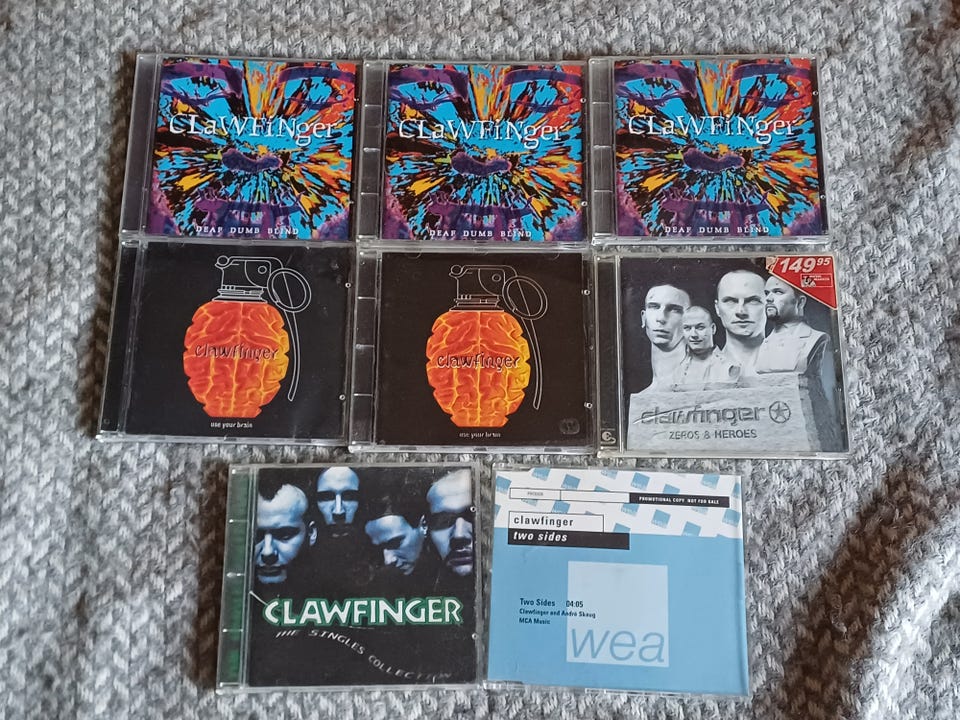 CLaWFiNger
DEAF DUMB BLIND
CLaWFiNger
DEAF DUMB BLIND
CLaWFiNger
DEAF DUMB BLIND
clawfinger
use your brain
clawfinger
use your brain
149 95
clawfinger
ZEROS & HEROES
CLAWFINGER
THE SINGLES COLLECTION
PROMOTIONAL COPY NOT FOR SALE
clawfinger
two sides
Two Sides 04:05
Clawfinger and André Skaug
MCA Music
wea